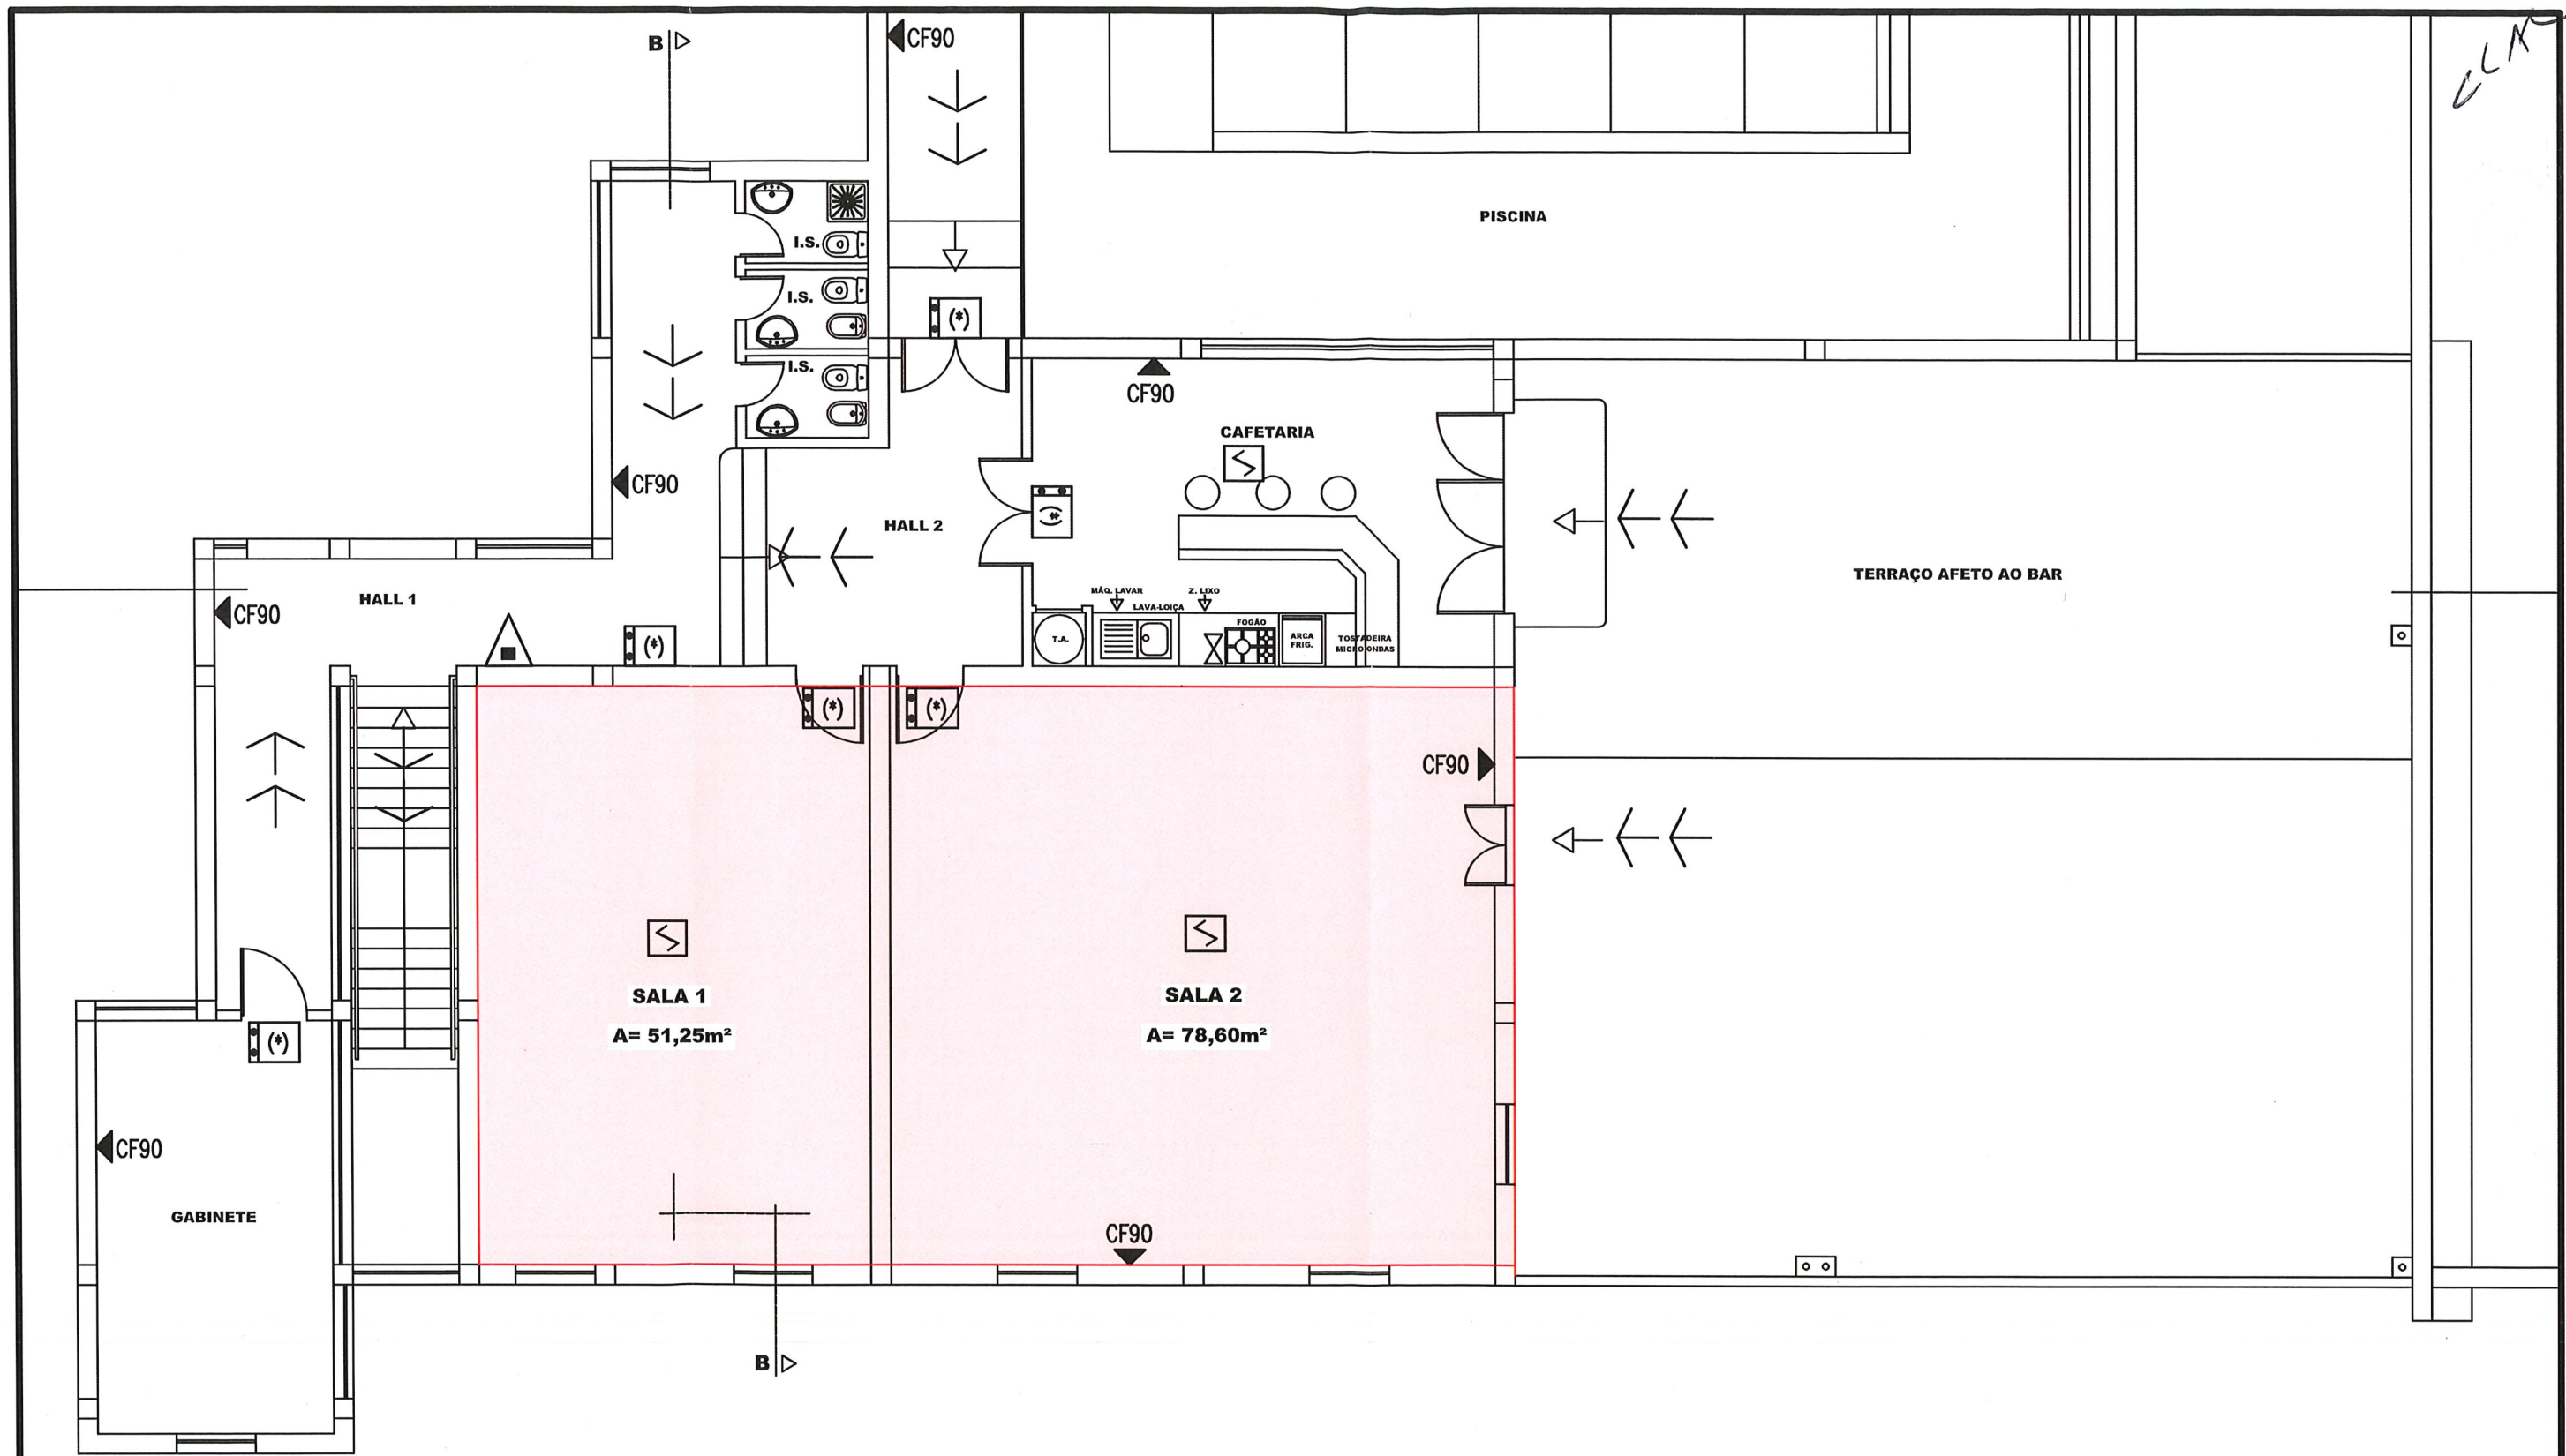 B
CF90
CLAC
PISCINA
I.S.
(*)
I.S.
I.S.
CF90
CAFETARIA
CF90
HALL 2
(*)
TERRAÇO AFETO AO BAR
HALL 1
CF90
MÁQ. LAVAR
Z. LIXO
LAVA-LOIÇA
FOGÃO
T.A.
ARCA
FRIG.
TOSTADEIRA
MICRO ONDAS
(*)
(*)
(*)
CF90
SALA 1
A= 51,25m²
SALA 2
A= 78,60m²
(*)
CF90
GABINETE
CF90
B